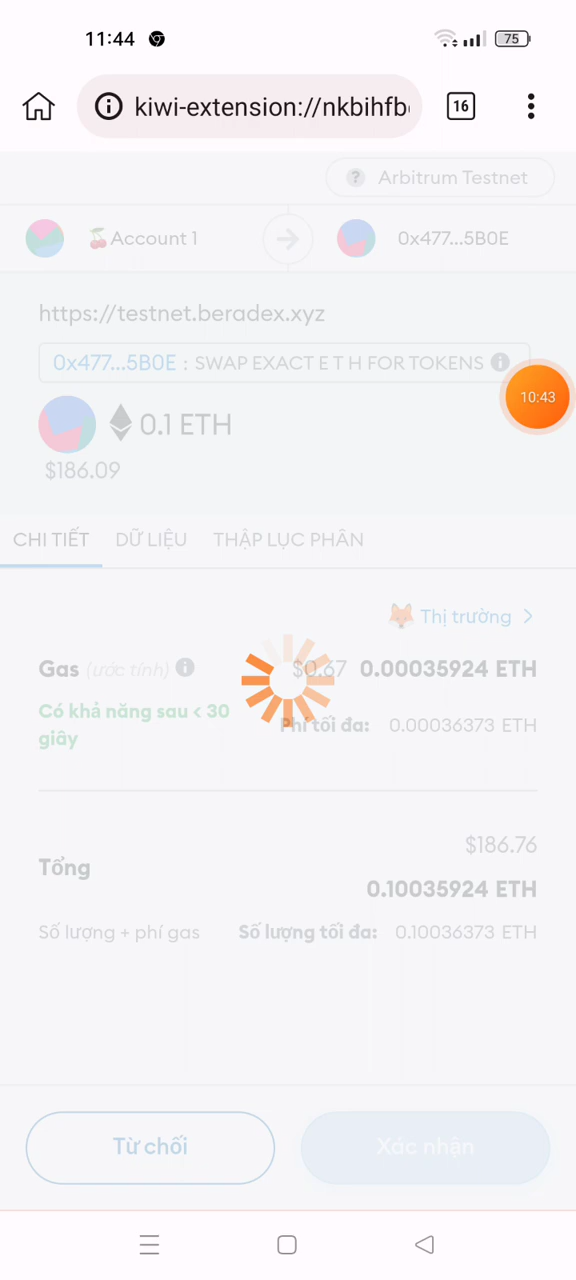 11:44
75
kiwi-extension://nkbihfb
16
? Arbitrum Testnet
🍒Account 1
0x477...5B0E
https://testnet.beradex.xyz
0x477...5B0E : SWAP EXACT E T H FOR TOKENS
10:43
0.1 ETH
$186.09
CHI TIẾT DỮ LIỆU THẬP LỤC PHÂN
Thị trường
Gas (ước tính) $0.67 0.00035924 ETH
Có khả năng sau < 30
giây
Phí tối đa: 0.00036373 ETH
$186.76
Tổng
0.10035924 ETH
Số lượng + phí gas Số lượng tối đa: 0.10036373 ETH
Từ chối
Xác nhận